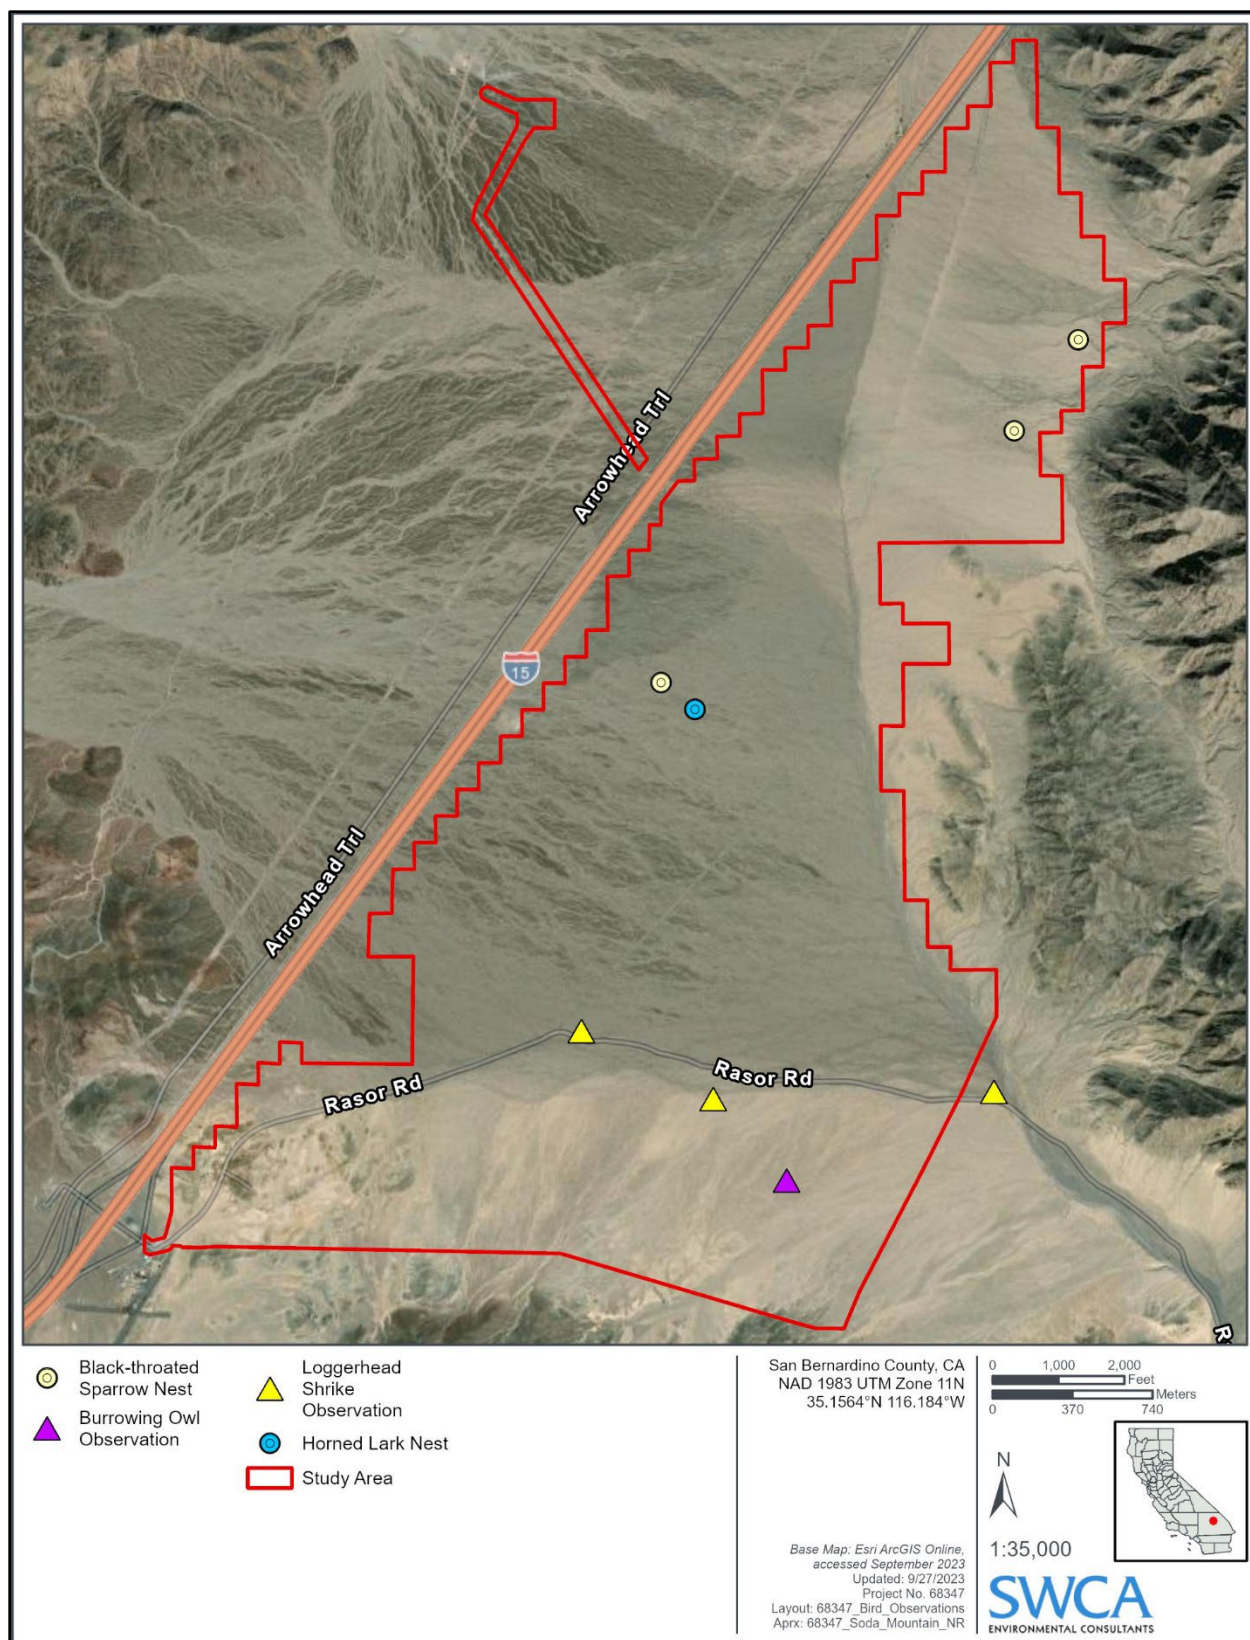 Arrowhead Trl
15
Arrowhead Trl
Rasor Rd
Rasor Rd
R
Black-throated
Sparrow Nest
Burrowing Owl
Observation
Loggerhead
Shrike
Observation
Horned Lark Nest
Study Area
San Bernardino County, CA
NAD 1983 UTM Zone 11N
35.1564°N 116.184°W
Base Map: Esri ArcGIS Online,
accessed September 2023
Updated: 9/27/2023
Project No. 68347
Layout: 68347_Bird_Observations
Aprx: 68347_Soda_Mountain_NR
0 1,000 2,000
Feet
Meters
0 370 740
N
1:35,000
SWCA
ENVIRONMENTAL CONSULTANTS